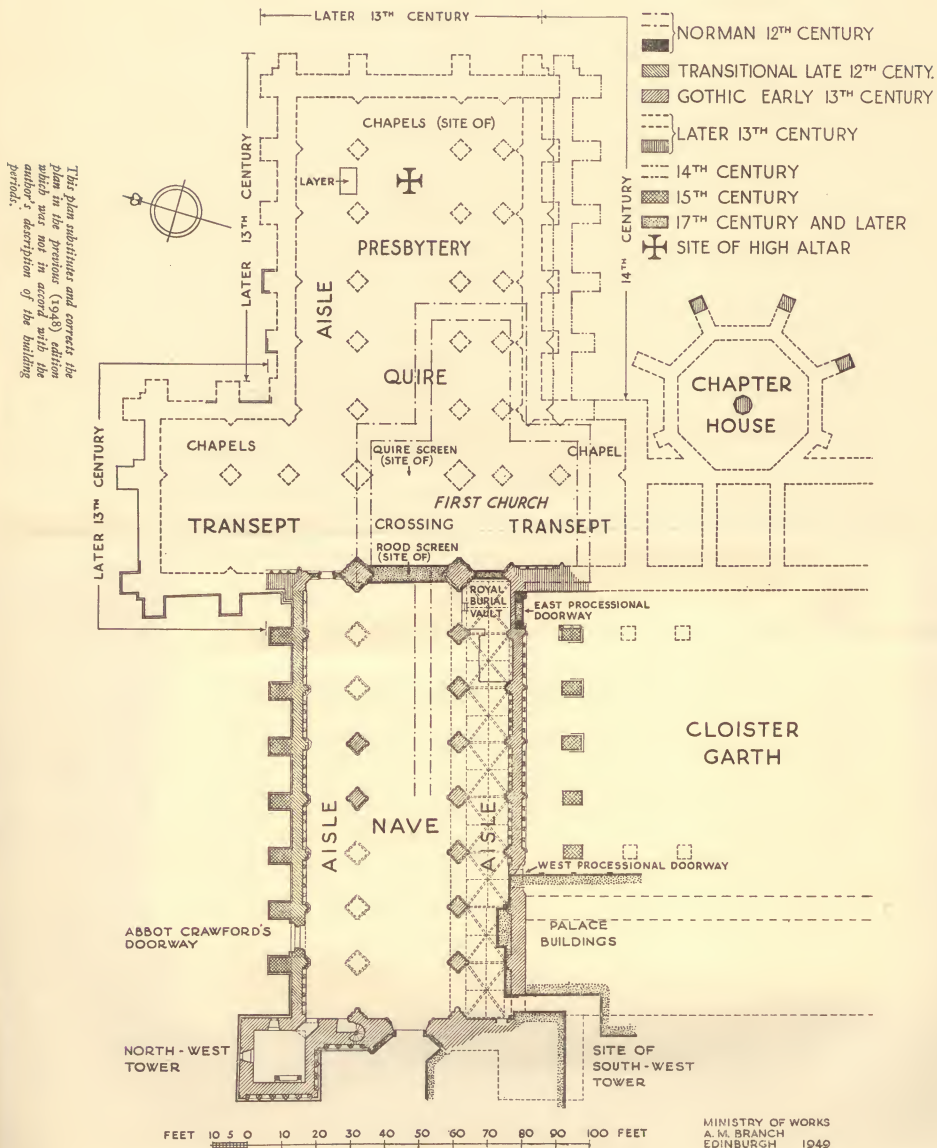 LATER 13TH CENTURY
NORMAN 12TH CENTURY
TRANSITIONAL LATE 12TH CENTY.
GOTHIC EARLY 13TH CENTURY
LATER 13TH CENTURY
14TH CENTURY
15TH CENTURY
17TH CENTURY AND LATER
SITE OF HIGH ALTAR
This plan substitutes and corrects the
plan in the previous (1948) edition
which was not in accord with the
author's description of the building
periods.
LATER 13TH CENTURY
LATER 13TH CENTURY
14TH CENTURY
CHAPELS (SITE OF)
LAYER
PRESBYTERY
AISLE
QUIRE
CHAPTER
HOUSE
CHAPELS
QUIRE SCREEN
(SITE OF)
CHAPEL
FIRST CHURCH
TRANSEPT
CROSSING
TRANSEPT
ROOD SCREEN
(SITE OF)
LATER 13TH CENTURY
ROYAL
BURIAL
VAULT
EAST PROCESSIONAL
DOORWAY
CLOISTER
GARTH
AISLE
NAVE
AISLE
WEST PROCESSIONAL DOORWAY
ABBOT CRAWFORD'S
DOORWAY
PALACE
BUILDINGS
NORTH-WEST
TOWER
SITE OF
SOUTH-WEST
TOWER
FEET 10 5 0 10 20 30 40 50 60 70 80 90 100 FEET
MINISTRY OF WORKS
A. M. BRANCH
EDINBURGH 1949